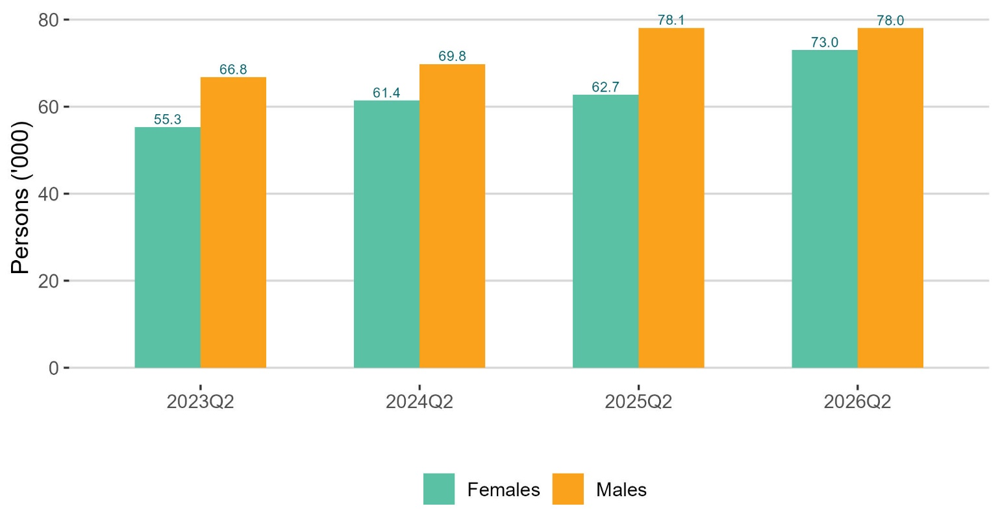 Persons ('000)
80
60
40
20
0
55.3
66.8
61.4
69.8
62.7
78.1
73.0
78.0
2023Q2
2024Q2
2025Q2
2026Q2
Females
Males